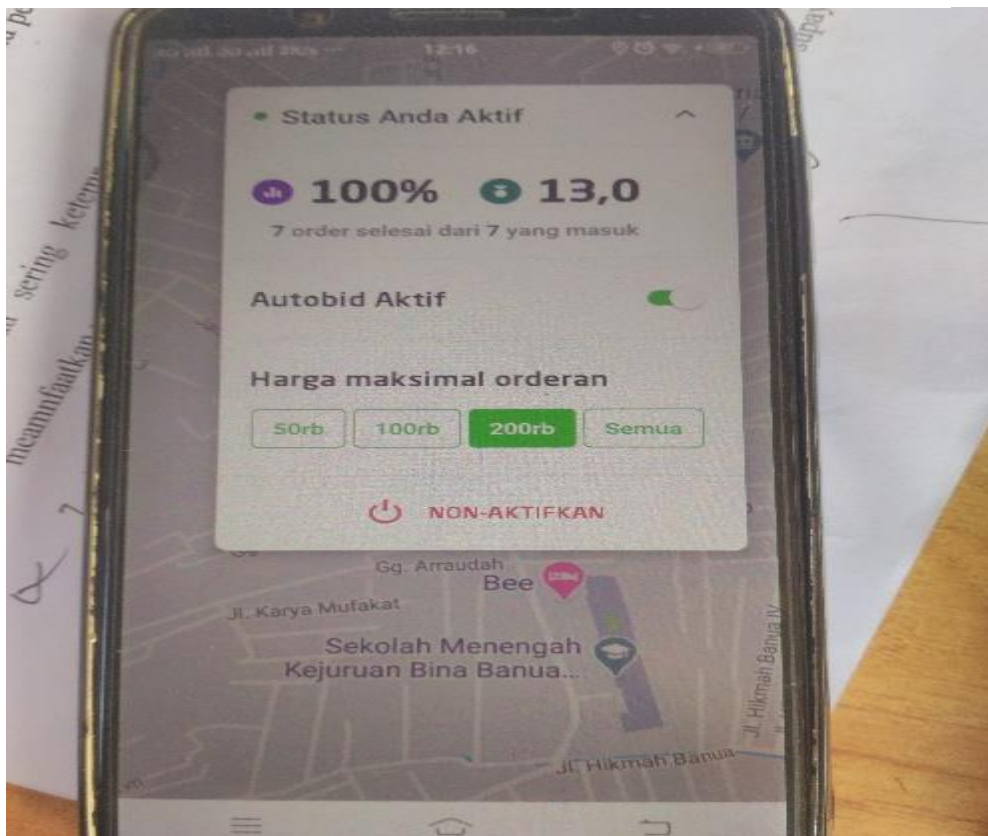 12:16
Status Anda Aktif
100% 13,0
7 order selesai dari 7 yang masuk
Autobid Aktif
Harga maksimal orderan
50rb 100rb 200rb Semua
NON-AKTIFKAN
Gg. Arraudah
Bee
Jl. Karya Mufakat
Sekolah Menengah
Kejuruan Bina Banua...
Jl. Hikmah Banua IV
Jl. Hikmah Banua
sering
meamnfaatkan